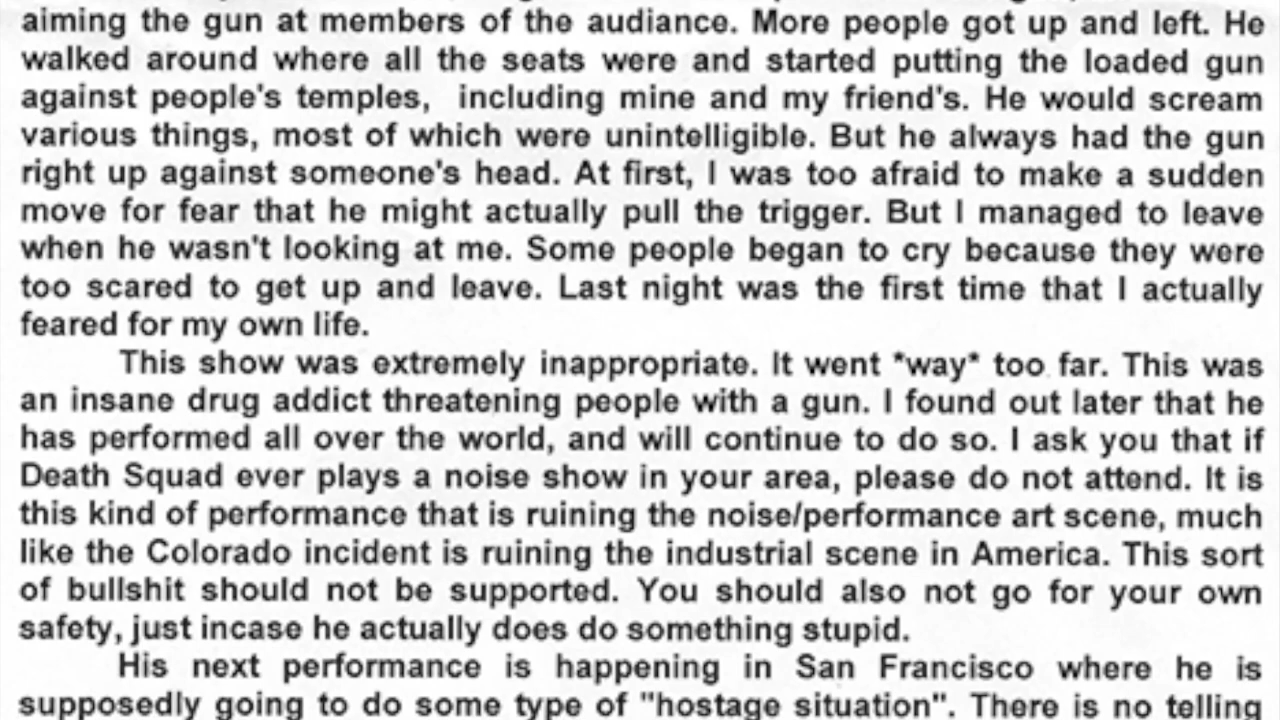 aiming the gun at members of the audiance. More people got up and left. He
walked around where all the seats were and started putting the loaded gun
against people's temples, including mine and my friend's. He would scream
various things, most of which were unintelligible. But he always had the gun
right up against someone's head. At first, I was too afraid to make a sudden
move for fear that he might actually pull the trigger. But I managed to leave
when he wasn't looking at me. Some people began to cry because they were
too scared to get up and leave. Last night was the first time that I actually
feared for my own life.
This show was extremely inappropriate. It went *way* too far. This was
an insane drug addict threatening people with a gun. I found out later that he
has performed all over the world, and will continue to do so. I ask you that if
Death Squad ever plays a noise show in your area, please do not attend. It is
this kind of performance that is ruining the noise/performance art scene, much
like the Colorado incident is ruining the industrial scene in America. This sort
of bullshit should not be supported. You should also not go for your own
safety, just incase he actually does do something stupid.
His next performance is happening in San Francisco where he is
supposedly going to do some type of "hostage situation". There is no telling